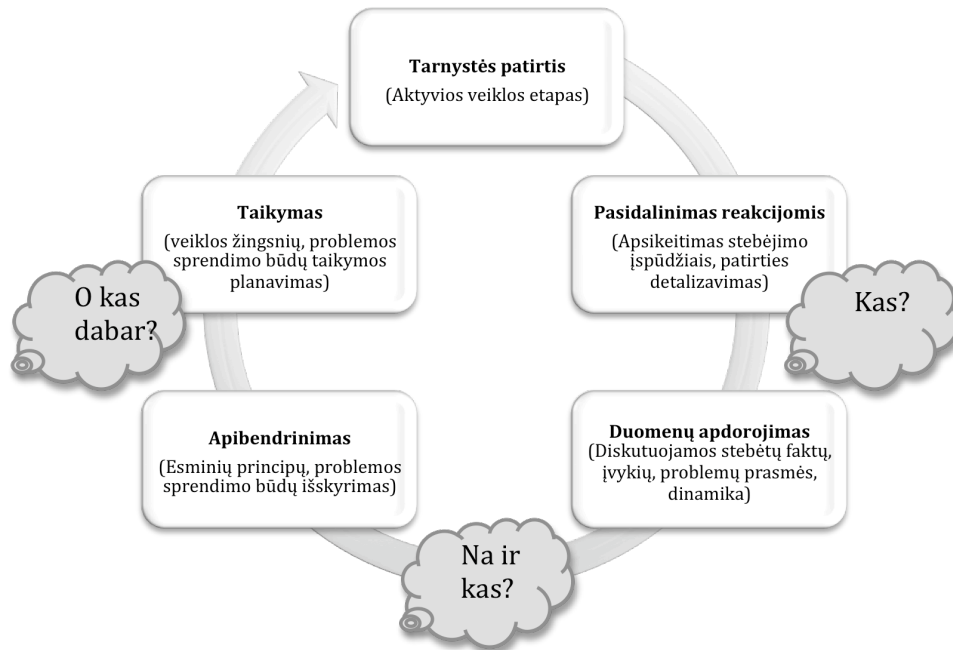 Tarnystės patirtis
(Aktyvios veiklos etapas)
Pasidalinimas reakcijomis
(Apsikeitimas stebėjimo
įspūdžiais, patirties
detalizavimas)
Kas?
Duomenų apdorojimas
(Diskutuojamos stebėtų faktų,
įvykių, problemų prasmės,
dinamika)
Na ir
kas?
Apibendrinimas
(Esminių principų, problemos
sprendimo būdų išskyrimas)
O kas
dabar?
Taikymas
(veiklos žingsnių, problemos
sprendimo būdų taikymos
planavimas)